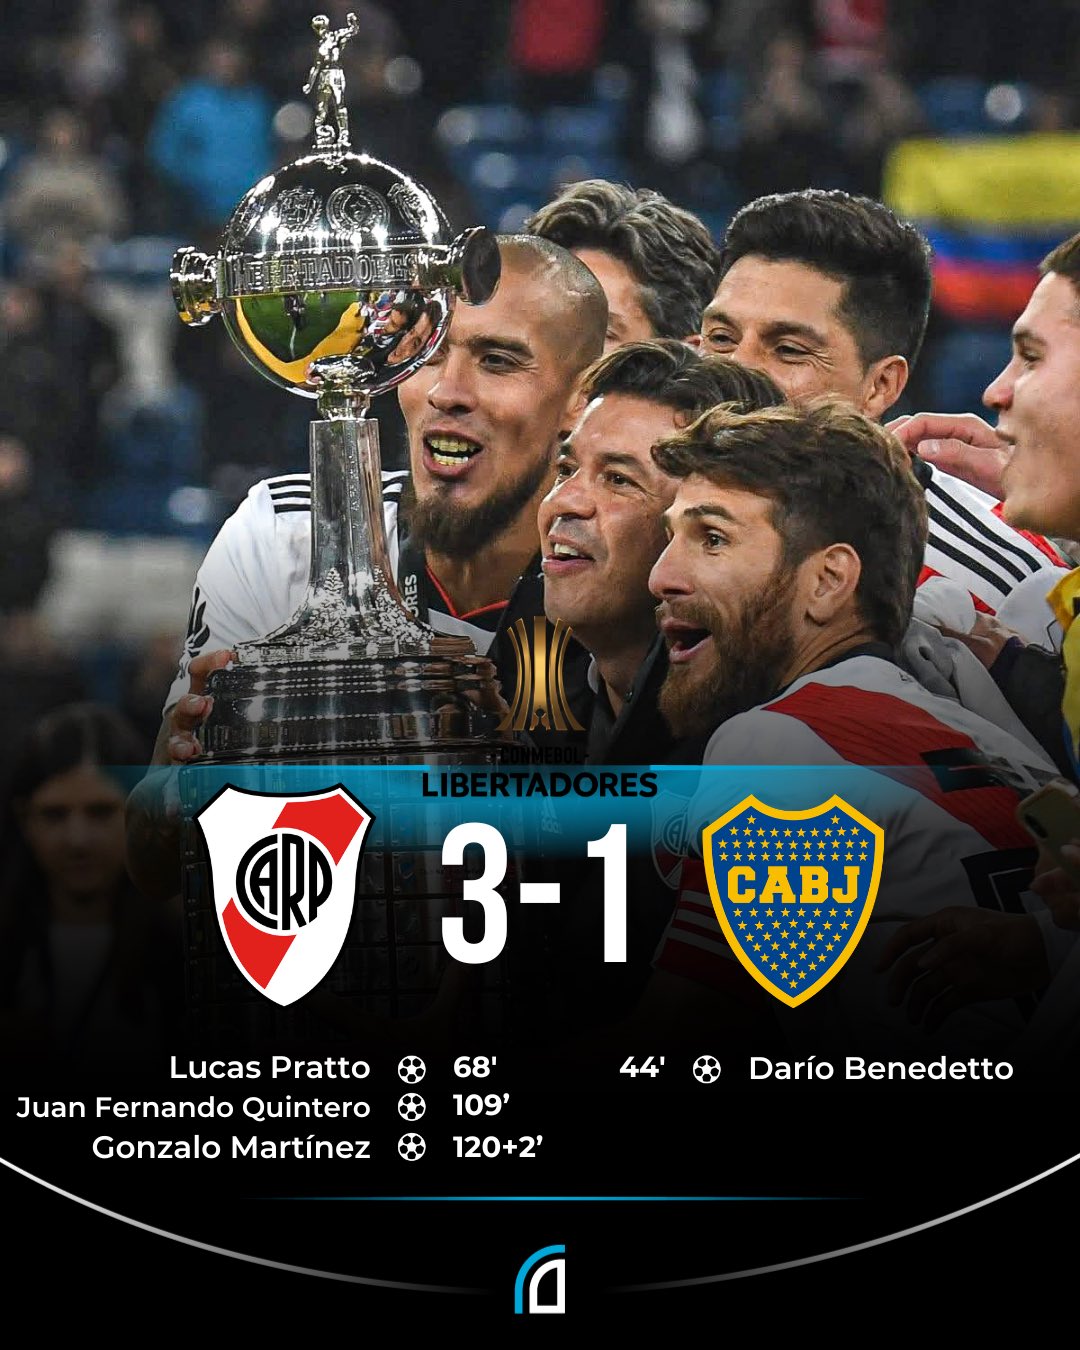 LIBERTADORES
ORES
CONMEBOL
LIBERTADORES
CARP
3-1
CABJ
Lucas Pratto 68' 44' Darío Benedetto
Juan Fernando Quintero 109’
Gonzalo Martínez 120+2’